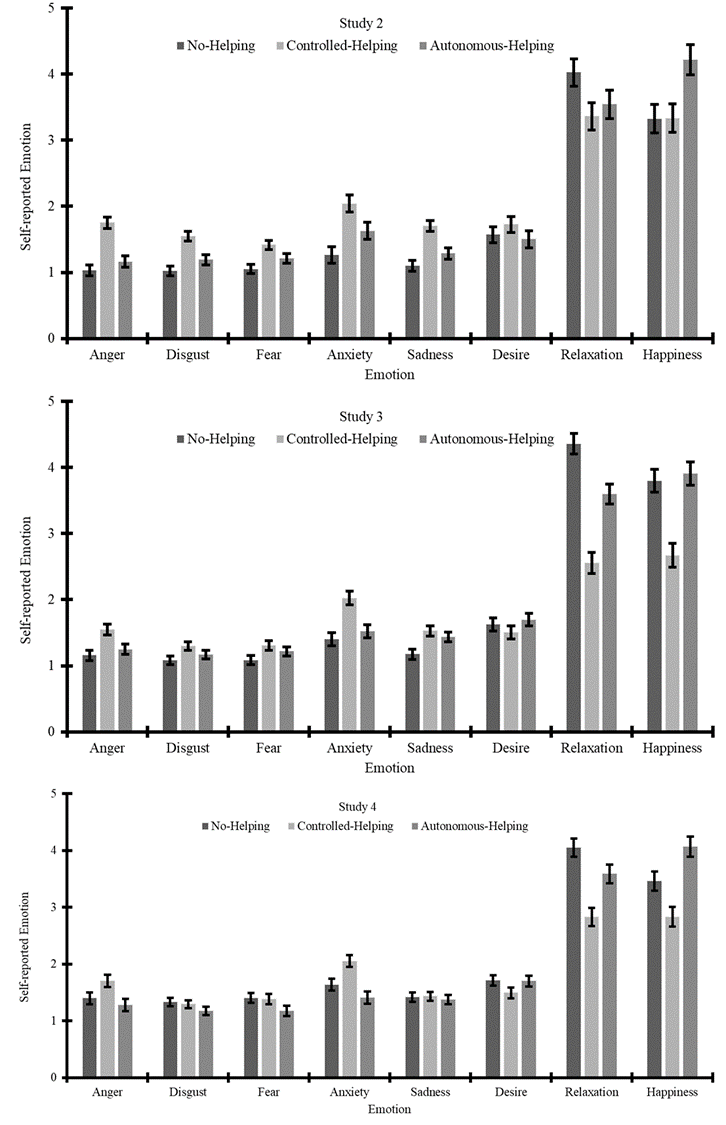 Study 2
No-Helping Controlled-Helping Autonomous-Helping
5
4
3
2
1
0
Self-reported Emotion
Anger Disgust Fear Anxiety Sadness Desire Relaxation Happiness
Emotion
Study 3
No-Helping Controlled-Helping Autonomous-Helping
5
4
3
2
1
0
Self-reported Emotion
Anger Disgust Fear Anxiety Sadness Desire Relaxation Happiness
Emotion
Study 4
No-Helping Controlled-Helping Autonomous-Helping
5
4
3
2
1
0
Self-reported Emotion
Anger Disgust Fear Anxiety Sadness Desire Relaxation Happiness
Emotion